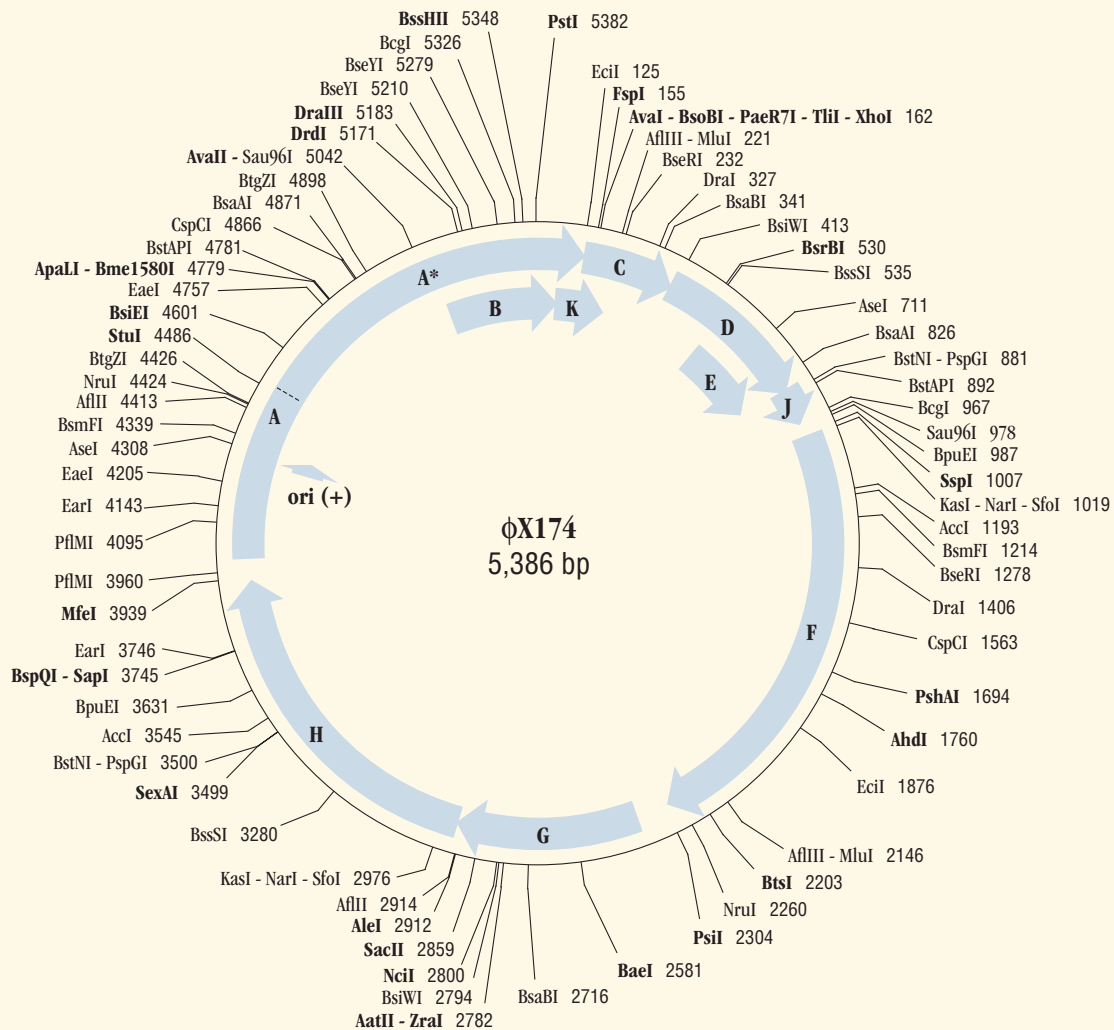 BssHII 5348
BcgI 5326
BseYI 5279
BseYI 5210
DraIII 5183
DrdI 5171
AvaII - Sau96I 5042
BtgZI 4898
BsaAI 4871
CspCI 4866
BstAPI 4781
ApaLI - Bme1580I 4779
EaeI 4757
BsiEI 4601
StuI 4486
BtgZI 4426
NruI 4424
AflII 4413
BsmFI 4339
AseI 4308
EaeI 4205
EarI 4143
PflMI 4095
PflMI 3960
MfeI 3939
EarI 3746
BspQI - SapI 3745
BpuEI 3631
AccI 3545
BstNI - PspGI 3500
SexAI 3499
BssSI 3280
KasI - NarI - SfoI 2976
AflII 2914
AleI 2912
SacII 2859
NciI 2800
BsiWI 2794
AatII - ZraI 2782
PstI 5382
EciI 125
FspI 155
AvaI - BsoBI - PaeR7I - TliI - XhoI 162
AflIII - MluI 221
BseRI 232
DraI 327
BsaBI 341
BsiWI 413
BsrBI 530
BssSI 535
AseI 711
BsaAI 826
BstNI - PspGI 881
BstAPI 892
BcgI 967
Sau96I 978
BpuEI 987
SspI 1007
KasI - NarI - SfoI 1019
AccI 1193
BsmFI 1214
BseRI 1278
DraI 1406
CspCI 1563
PshAI 1694
AhdI 1760
EciI 1876
AflIII - MluI 2146
BtsI 2203
NruI 2260
PsiI 2304
BaeI 2581
BsaBI 2716
A*
B
K
C
D
E
J
F
G
H
A
ori (+)
ϕX174
5,386 bp